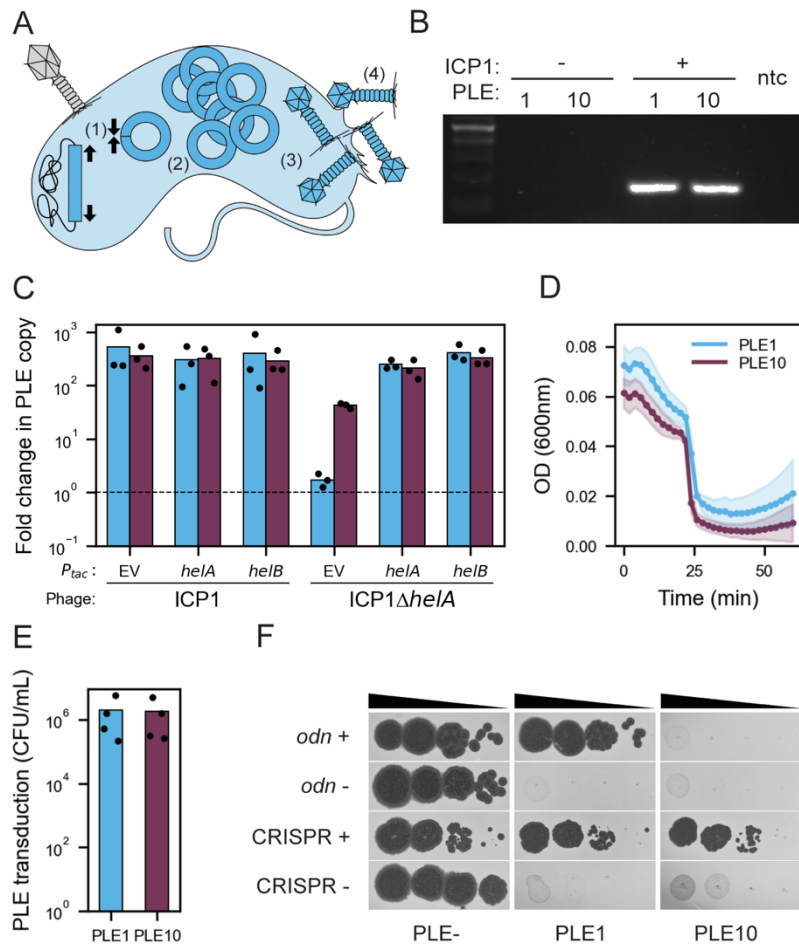 A
(1)
(2)
(3)
(4)
B
ICP1: - +
PLE: 1 10 1 10 ntc
C
Fold change in PLE copy
10³
10²
10¹
10⁰
10⁻¹
P_tac : EV helA helB EV helA helB
Phage: ICP1 ICP1ΔhelA
D
OD (600nm)
0.08
0.06
0.04
0.02
0.00
PLE1
PLE10
0 25 50
Time (min)
E
PLE transduction (CFU/mL)
10⁶
10⁴
10²
10⁰
PLE1 PLE10
F
odn +
odn -
CRISPR +
CRISPR -
PLE- PLE1 PLE10